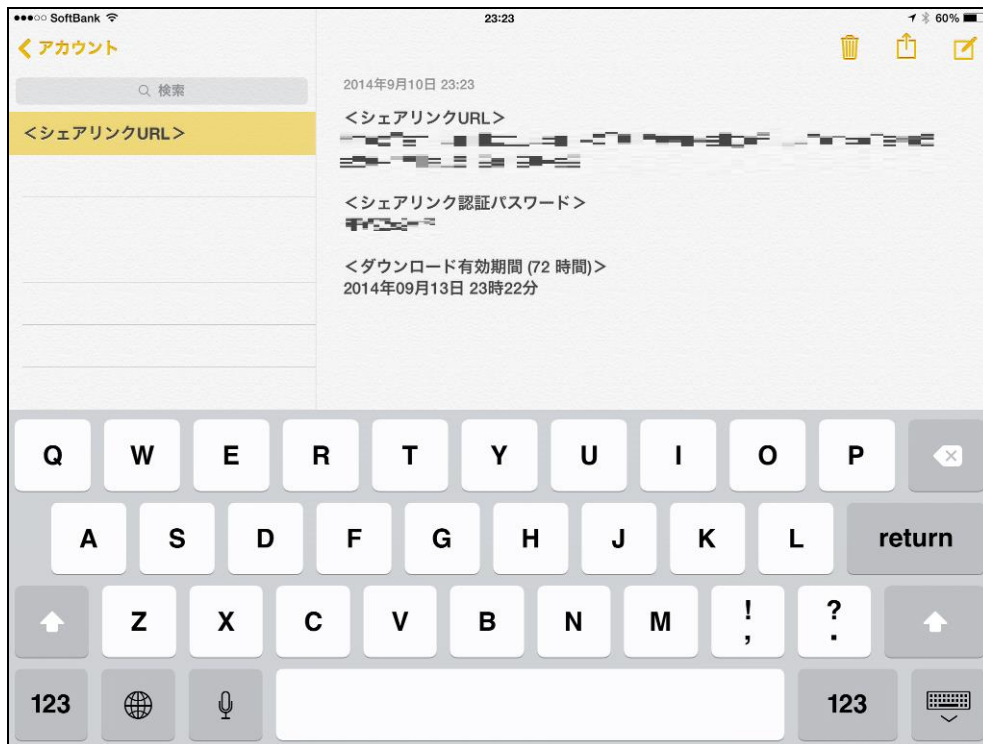 SoftBank 23:23 60%
アカウント
検索
<シェアリンクURL>
2014年9月10日 23:23
<シェアリンクURL>
<シェアリンク認証パスワード>
<ダウンロード有効期間 (72 時間)>
2014年09月13日 23時22分
Q W E R T Y U I O P
A S D F G H J K L return
Z X C V B N M ! , ? .
123 123